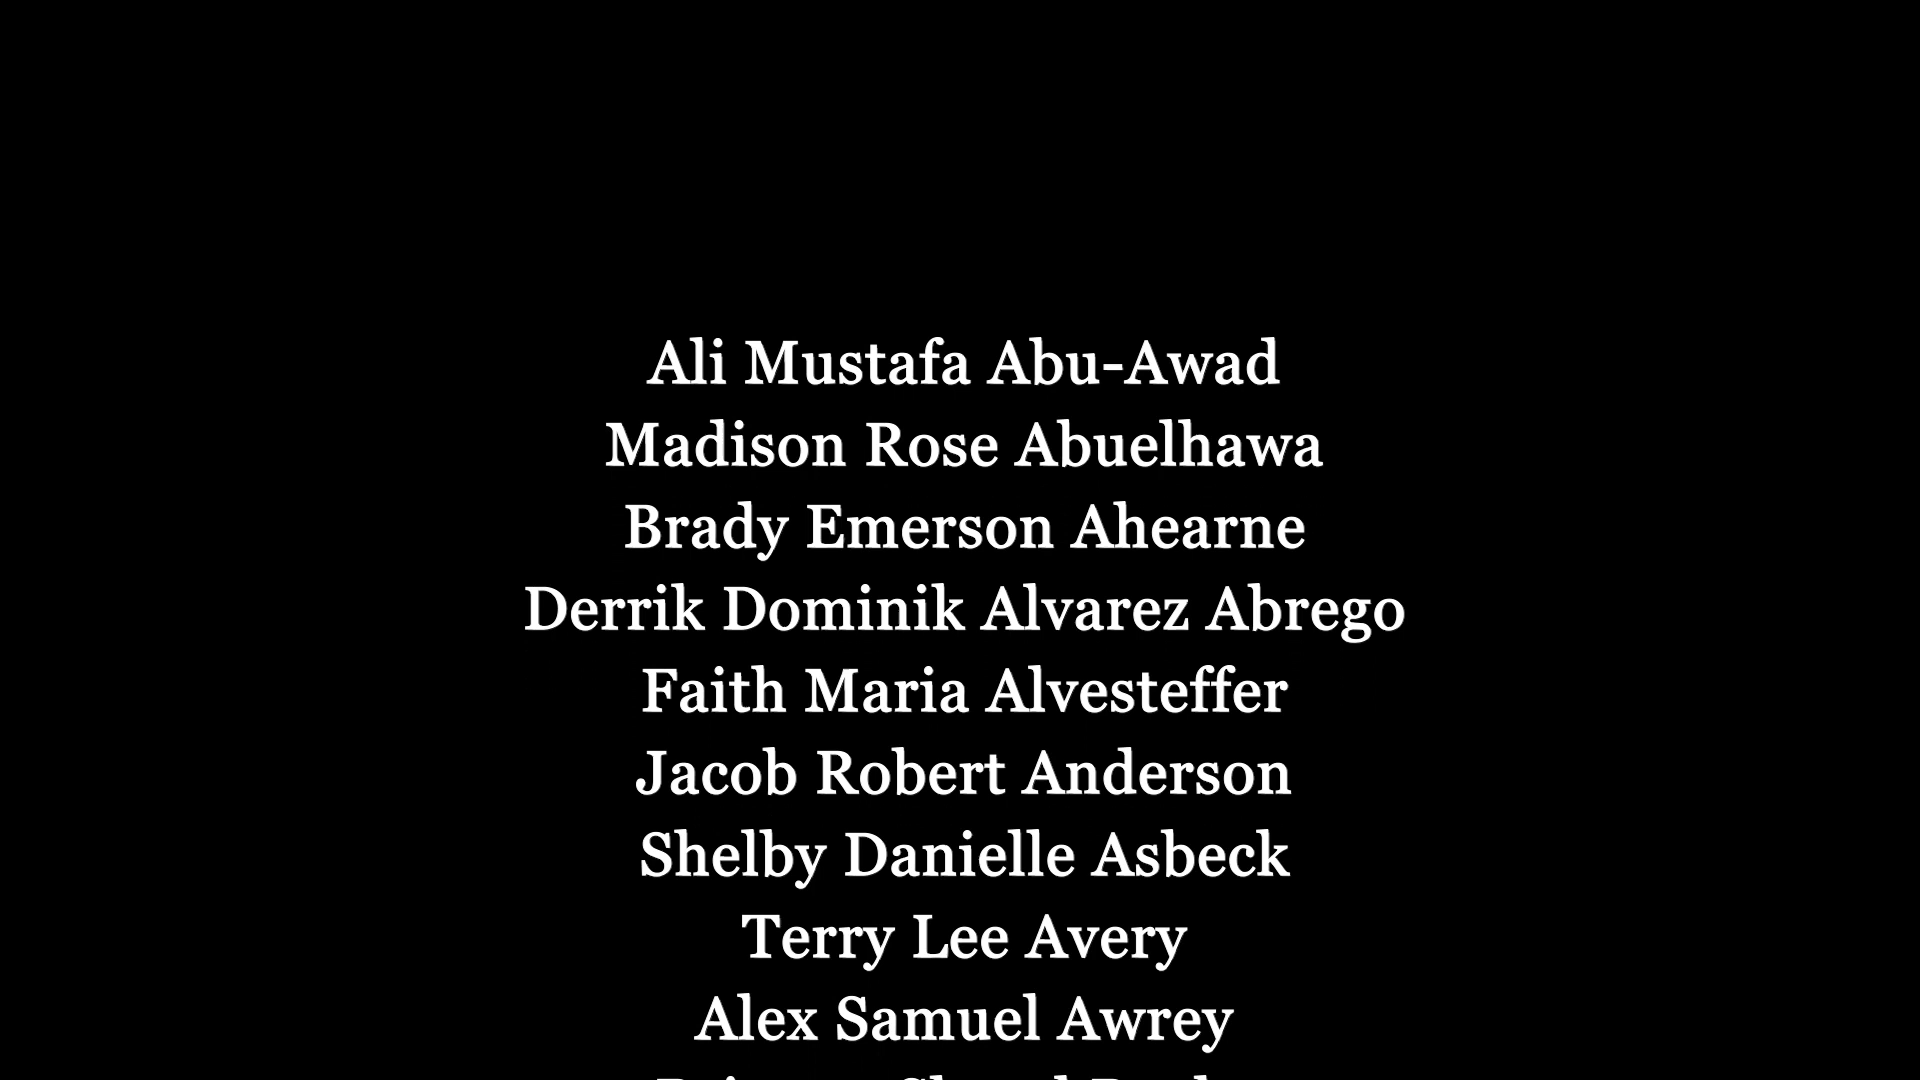 Ali Mustafa Abu-Awad
Madison Rose Abuelhawa
Brady Emerson Ahearne
Derrik Dominik Alvarez Abrego
Faith Maria Alvesteffer
Jacob Robert Anderson
Shelby Danielle Asbeck
Terry Lee Avery
Alex Samuel Awrey